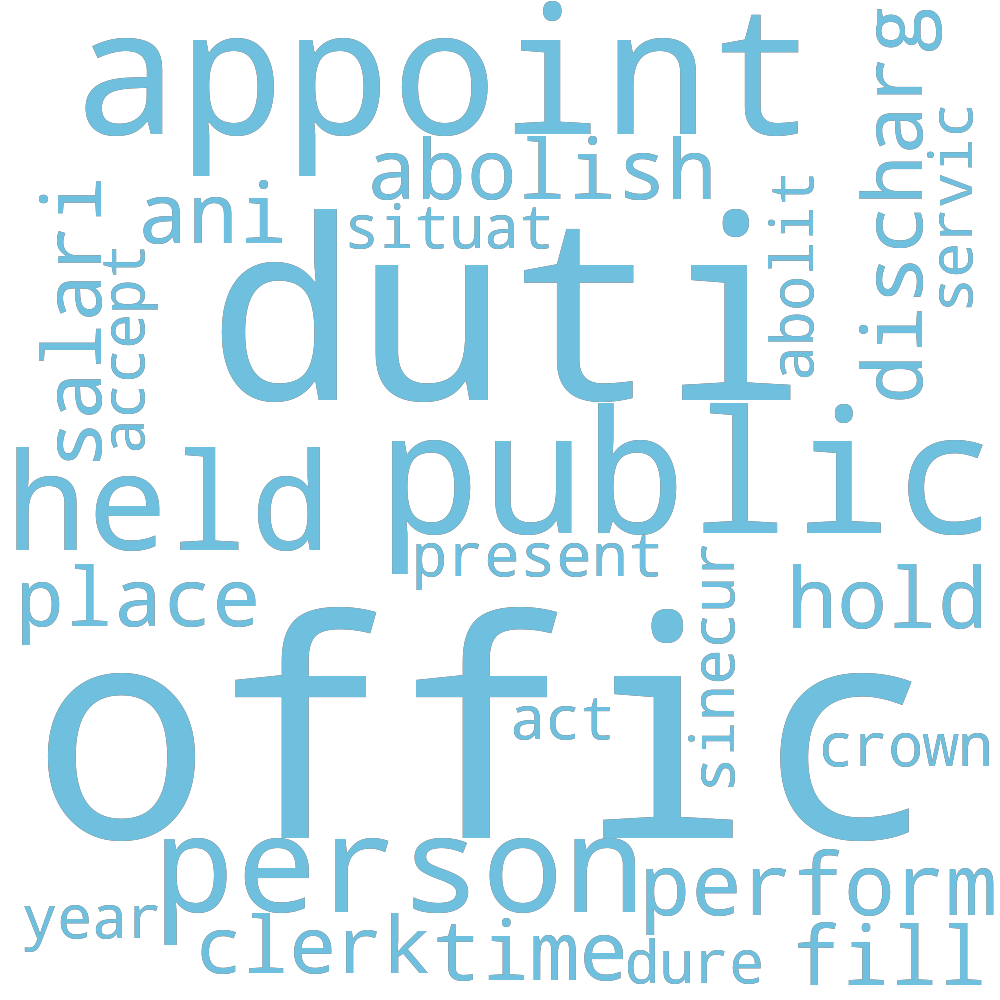 appoint
discharg
servic
abolish
ani
situat
abolit
salari
accept
duti
public
held
present
place
hold
sinecur
offic
act
crown
person
perform
year
clerk
time
dure
fill